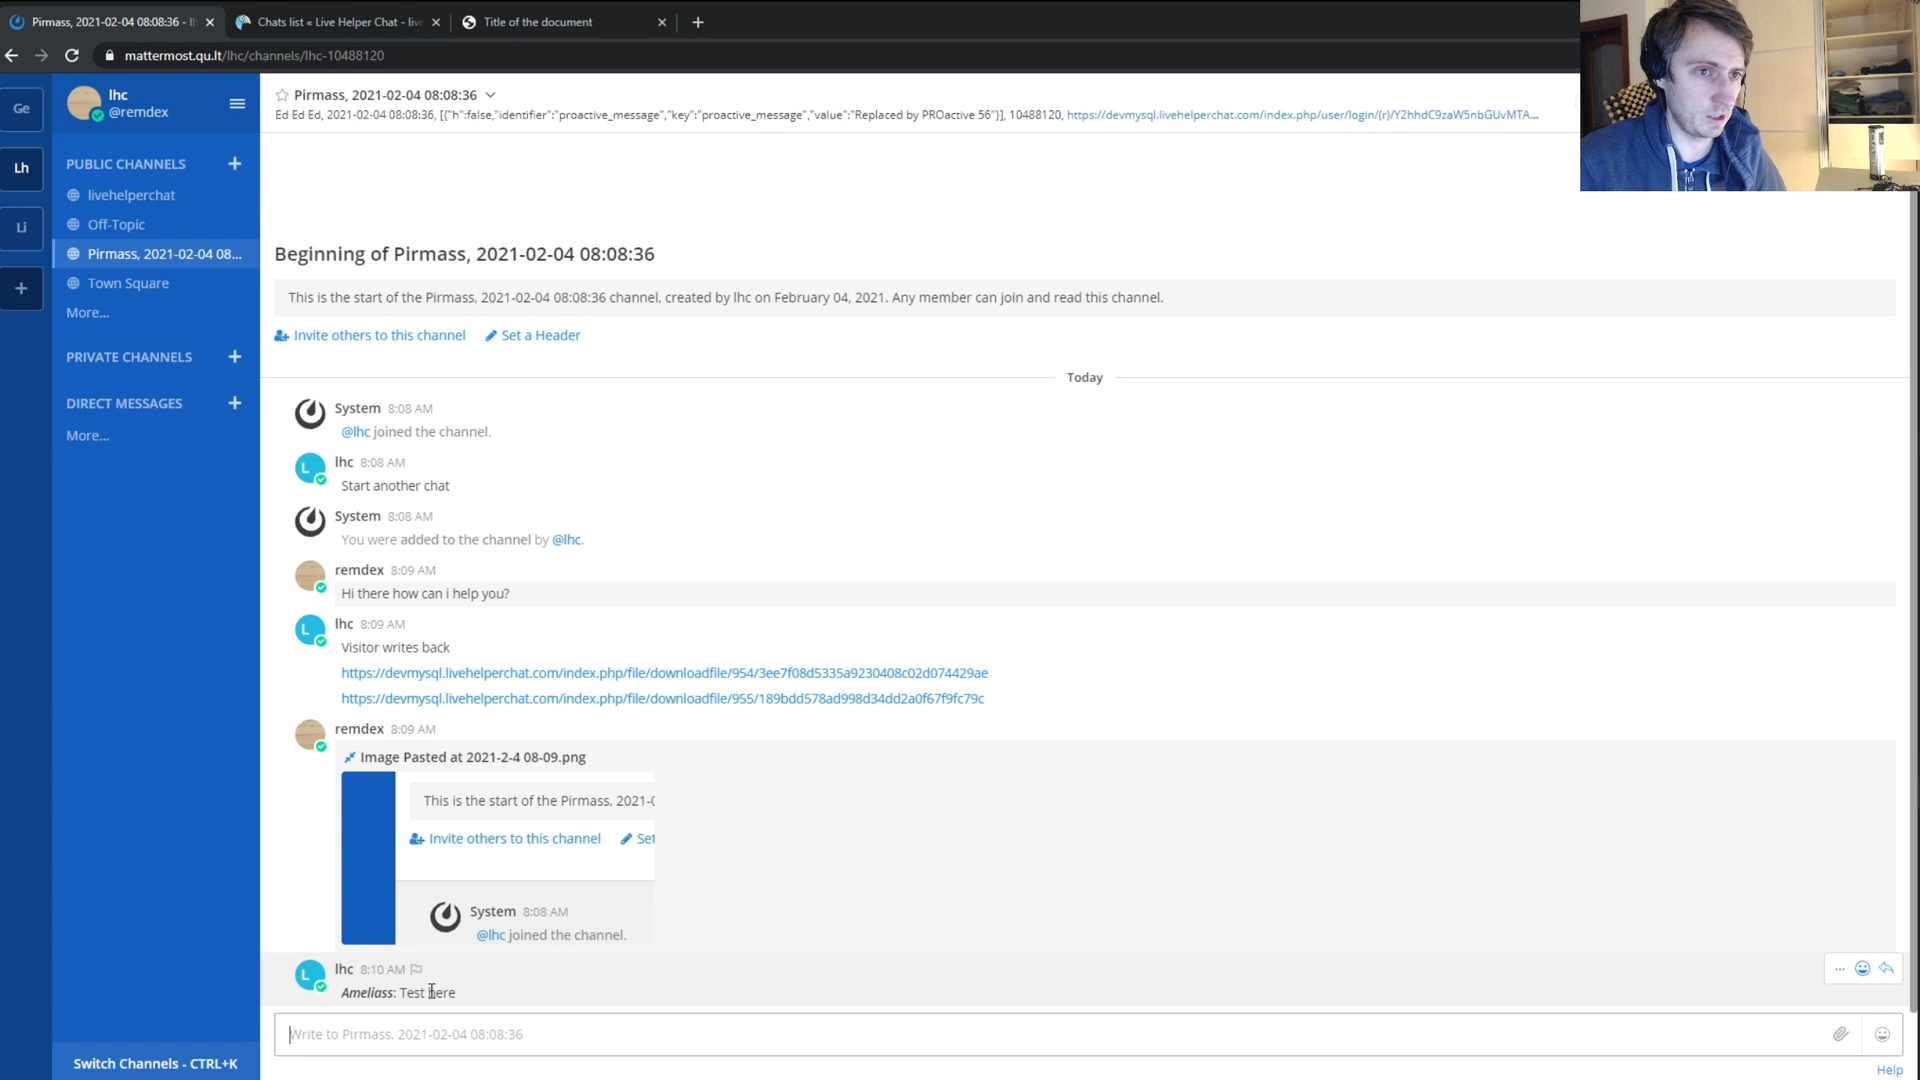 Pirmass, 2021-02-04 08:08:36 - lh
Chats list « Live Helper Chat - live
Title of the document
mattermost.qu.lt/lhc/channels/lhc-10488120
Ge
Lh
Li
lhc
@remdex
PUBLIC CHANNELS
livehelperchat
Off-Topic
Pirmass, 2021-02-04 08...
Town Square
More...
PRIVATE CHANNELS
DIRECT MESSAGES
More...
Switch Channels - CTRL+K
Pirmass, 2021-02-04 08:08:36
Ed Ed Ed, 2021-02-04 08:08:36, [{"h":false,"identifier":"proactive_message","key":"proactive_message","value":"Replaced by PROactive 56"}], 10488120, https://devmysql.livehelperchat.com/index.php/user/login/(r)/Y2hhdC9zaW5nbGUvMTA...
Beginning of Pirmass, 2021-02-04 08:08:36
This is the start of the Pirmass, 2021-02-04 08:08:36 channel, created by lhc on February 04, 2021. Any member can join and read this channel.
Invite others to this channel Set a Header
Today
System 8:08 AM
@lhc joined the channel.
L
lhc 8:08 AM
Start another chat
System 8:08 AM
You were added to the channel by @lhc.
remdex 8:09 AM
Hi there how can i help you?
L
lhc 8:09 AM
Visitor writes back
https://devmysql.livehelperchat.com/index.php/file/downloadfile/954/3ee7f08d5335a9230408c02d074429ae
https://devmysql.livehelperchat.com/index.php/file/downloadfile/955/189bdd578ad998d34dd2a0f67f9fc79c
remdex 8:09 AM
Image Pasted at 2021-2-4 08-09.png
This is the start of the Pirmass, 2021-0
Invite others to this channel Set
System 8:08 AM
@lhc joined the channel.
L
lhc 8:10 AM
Ameliass: Test here
Write to Pirmass, 2021-02-04 08:08:36
Help